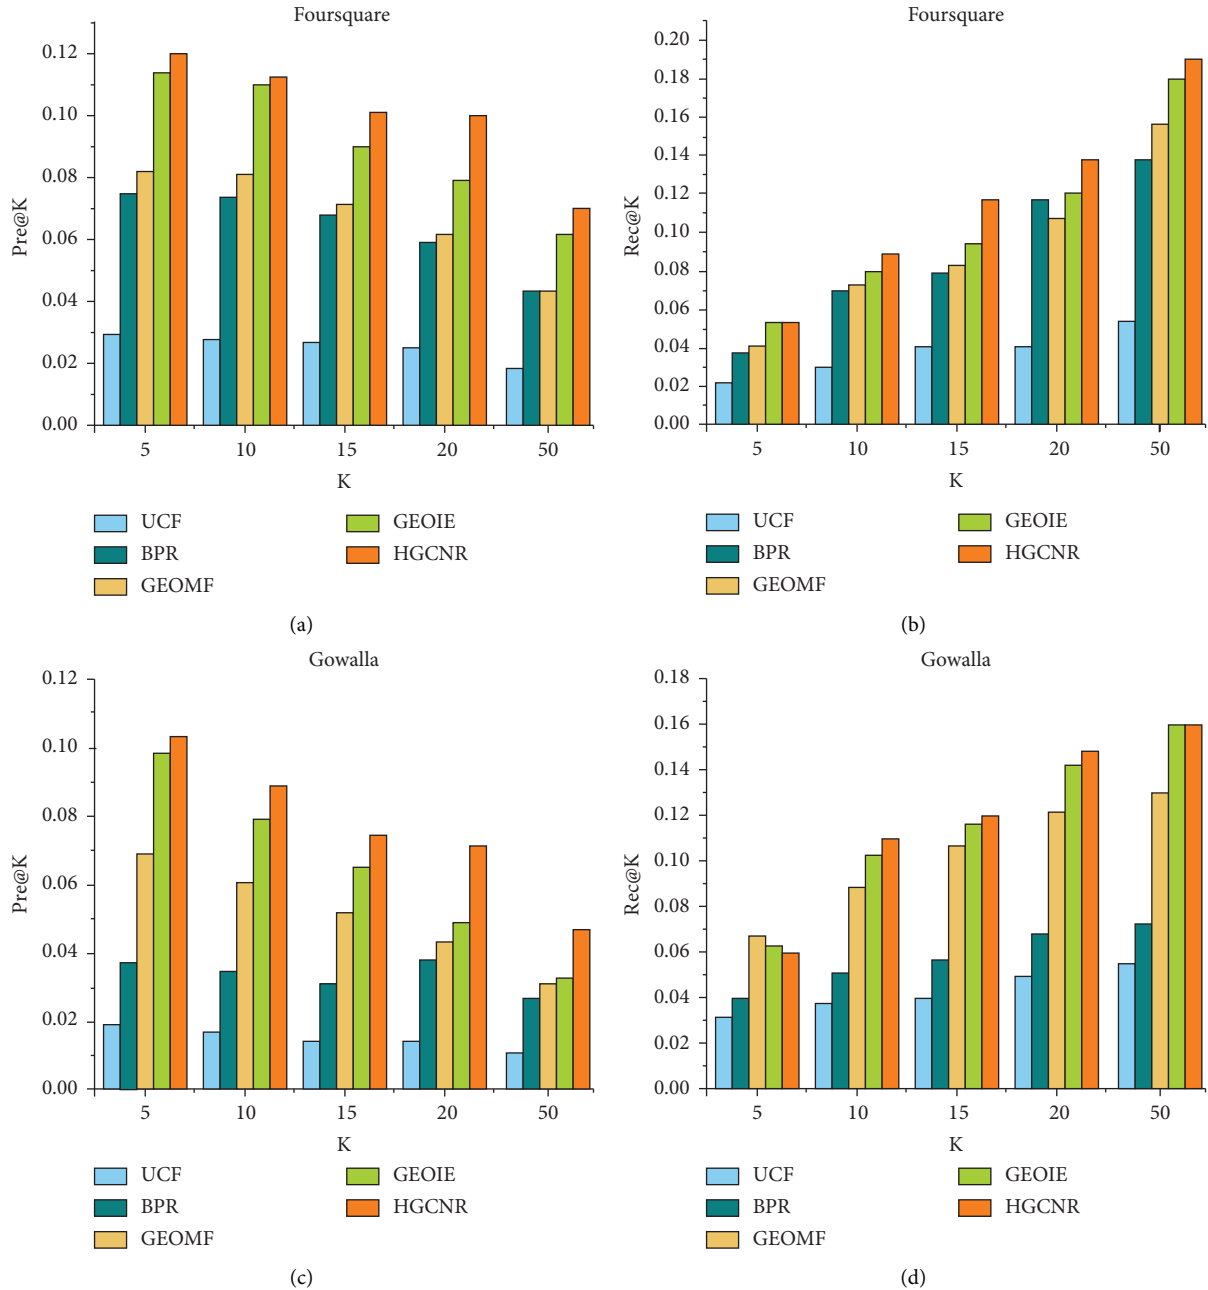 Foursquare
Pre@K
0.12
0.10
0.08
0.06
0.04
0.02
0.00
5 10 15 20 50
K
UCF
BPR
GEOMF
GEOIE
HGCNR
(a)
Foursquare
Rec@K
0.20
0.18
0.16
0.14
0.12
0.10
0.08
0.06
0.04
0.02
0.00
5 10 15 20 50
K
UCF
BPR
GEOMF
GEOIE
HGCNR
(b)
Gowalla
Pre@K
0.12
0.10
0.08
0.06
0.04
0.02
0.00
5 10 15 20 50
K
UCF
BPR
GEOMF
GEOIE
HGCNR
(c)
Gowalla
Rec@K
0.18
0.16
0.14
0.12
0.10
0.08
0.06
0.04
0.02
0.00
5 10 15 20 50
K
UCF
BPR
GEOMF
GEOIE
HGCNR
(d)